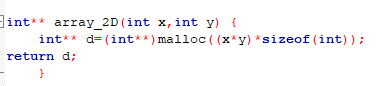 int** array_2D(int x,int y) {
int** d=(int**)malloc((x*y)*sizeof(int));
return d;
}